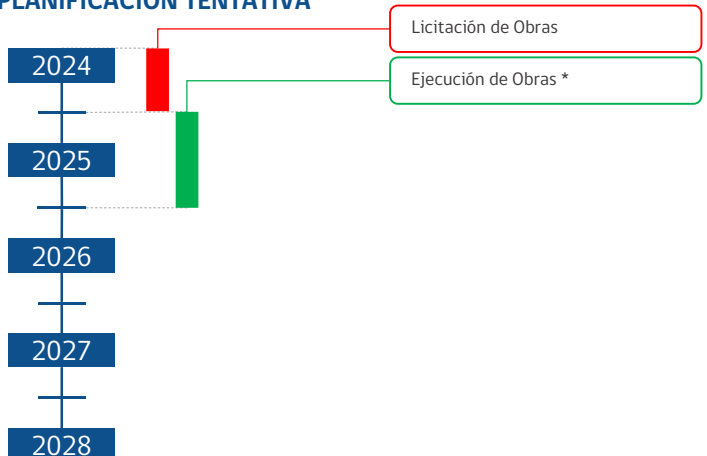 PLANIFICACIÓN TENTATIVA
Licitación de Obras
2024
Ejecución de Obras *
2025
2026
2027
2028